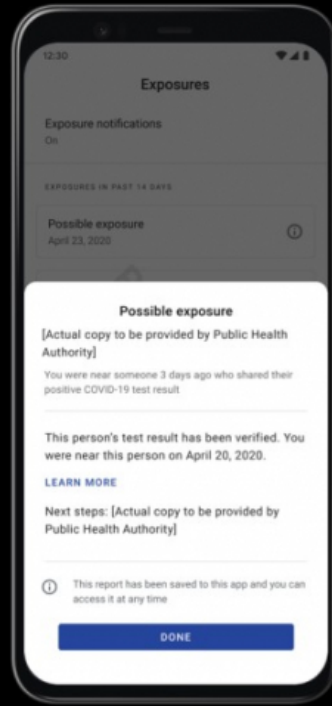 12:30
Exposures
Exposure notifications
On
EXPOSURES IN PAST 14 DAYS
Possible exposure
April 23, 2020
Possible exposure
[Actual copy to be provided by Public Health
Authority]
You were near someone 3 days ago who shared their
positive COVID-19 test result
This person's test result has been verified. You
were near this person on April 20, 2020.
LEARN MORE
Next steps: [Actual copy to be provided by
Public Health Authority]
This report has been saved to this app and you can
access it at any time
DONE